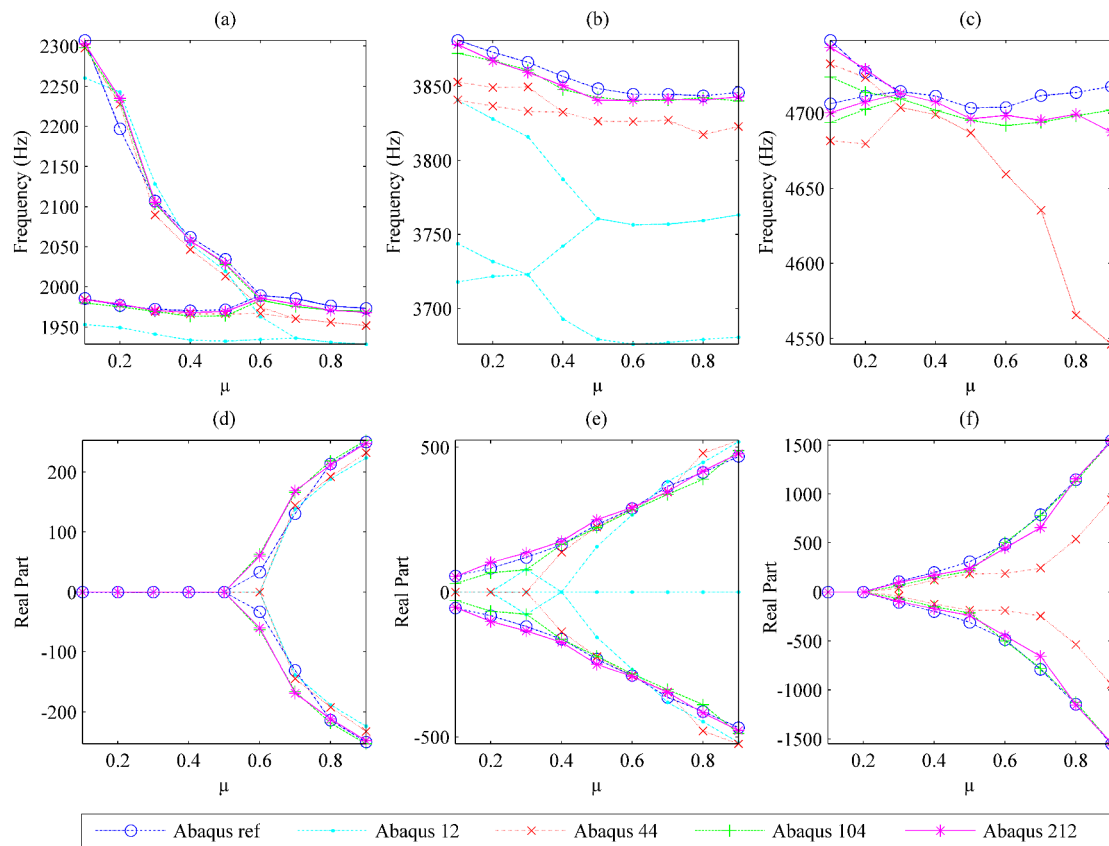 (a)
(b)
(c)
Frequency (Hz)
2300
2250
2200
2150
2100
2050
2000
1950
0.2
0.4
0.6
0.8
μ
Frequency (Hz)
3850
3800
3750
3700
0.2
0.4
0.6
0.8
μ
Frequency (Hz)
4700
4650
4600
4550
0.2
0.4
0.6
0.8
μ
(d)
(e)
(f)
Real Part
200
100
0
-100
-200
0.2
0.4
0.6
0.8
μ
Real Part
500
0
-500
0.2
0.4
0.6
0.8
μ
Real Part
1500
1000
500
0
-500
-1000
-1500
0.2
0.4
0.6
0.8
μ
Abaqus ref
Abaqus 12
Abaqus 44
Abaqus 104
Abaqus 212